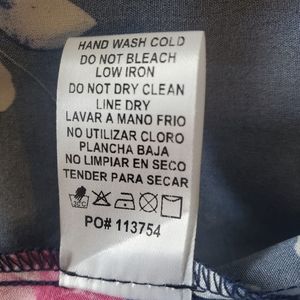 HAND WASH COLD
DO NOT BLEACH
LOW IRON
DO NOT DRY CLEAN
LINE DRY
LAVAR A MANO FRIO
NO UTILIZAR CLORO
PLANCHA BAJA
NO LIMPIAR EN SECO
TENDER PARA SECAR
PO# 113754